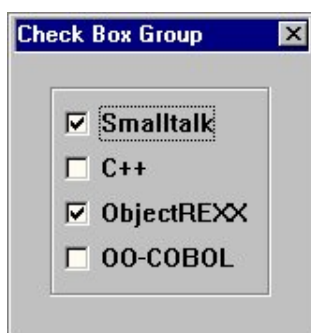 Check Box Group
Smalltalk
C++
ObjectREXX
OO-COBOL